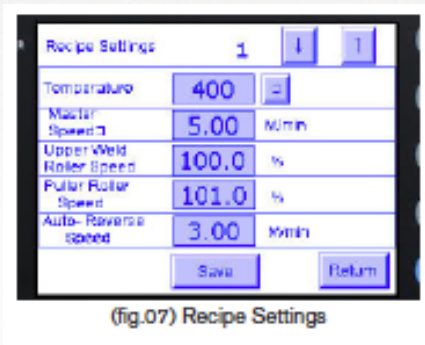 Recipe Settings 1 ↓ ↑
Temperature 400
Master
Speed 5.00 M/min
Upper Weld
Roller Speed 100.0 %
Puller Roller
Speed 101.0 %
Auto-Reverse
Speed 3.00 M/min
Save Return
(fig.07) Recipe Settings